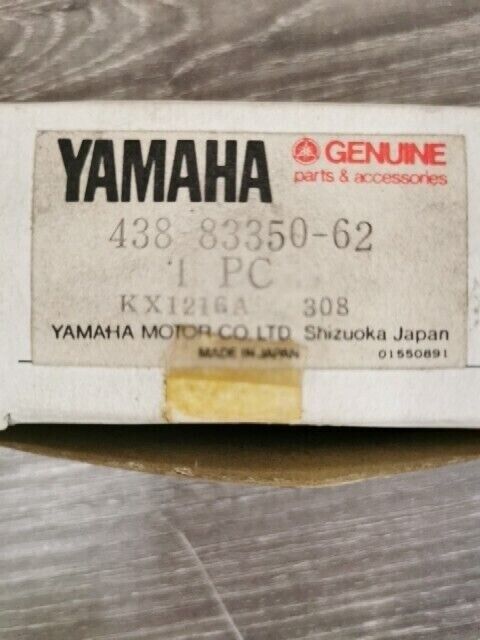 YAMAHA GENUINE
parts & accessories
438-83350-62
1 PC
KX1216A 308
YAMAHA MOTOR CO. LTD. Shizuoka Japan
MADE IN JAPAN 01550891